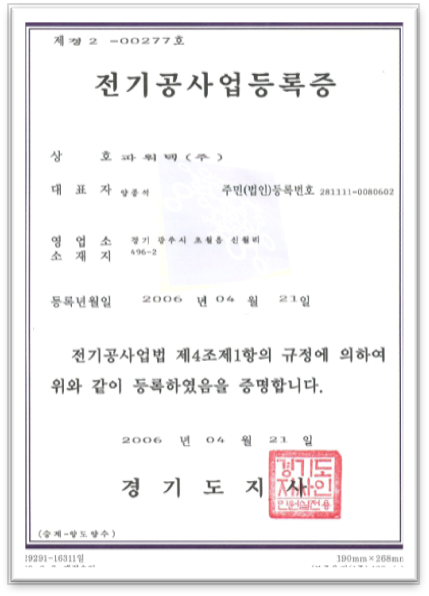 제경 2 -00277호
전기공사업등록증
상 호 파워텍(주)
대 표 자 양종석 주민(법인)등록번호 281111-0080602
영 업 소 경기 광주시 초월읍 신월리
소 재 지 496-2
등록년월일 2006 년 04 월 21일
전기공사업법 제4조제1항의 규정에 의하여
위와 같이 등록하였음을 증명합니다.
2006 년 04 월 21 일
경 기 도 지 사
경기도
지사인
민원실전용
(승계-양도양수)
29291-16311일 190mm×268mm